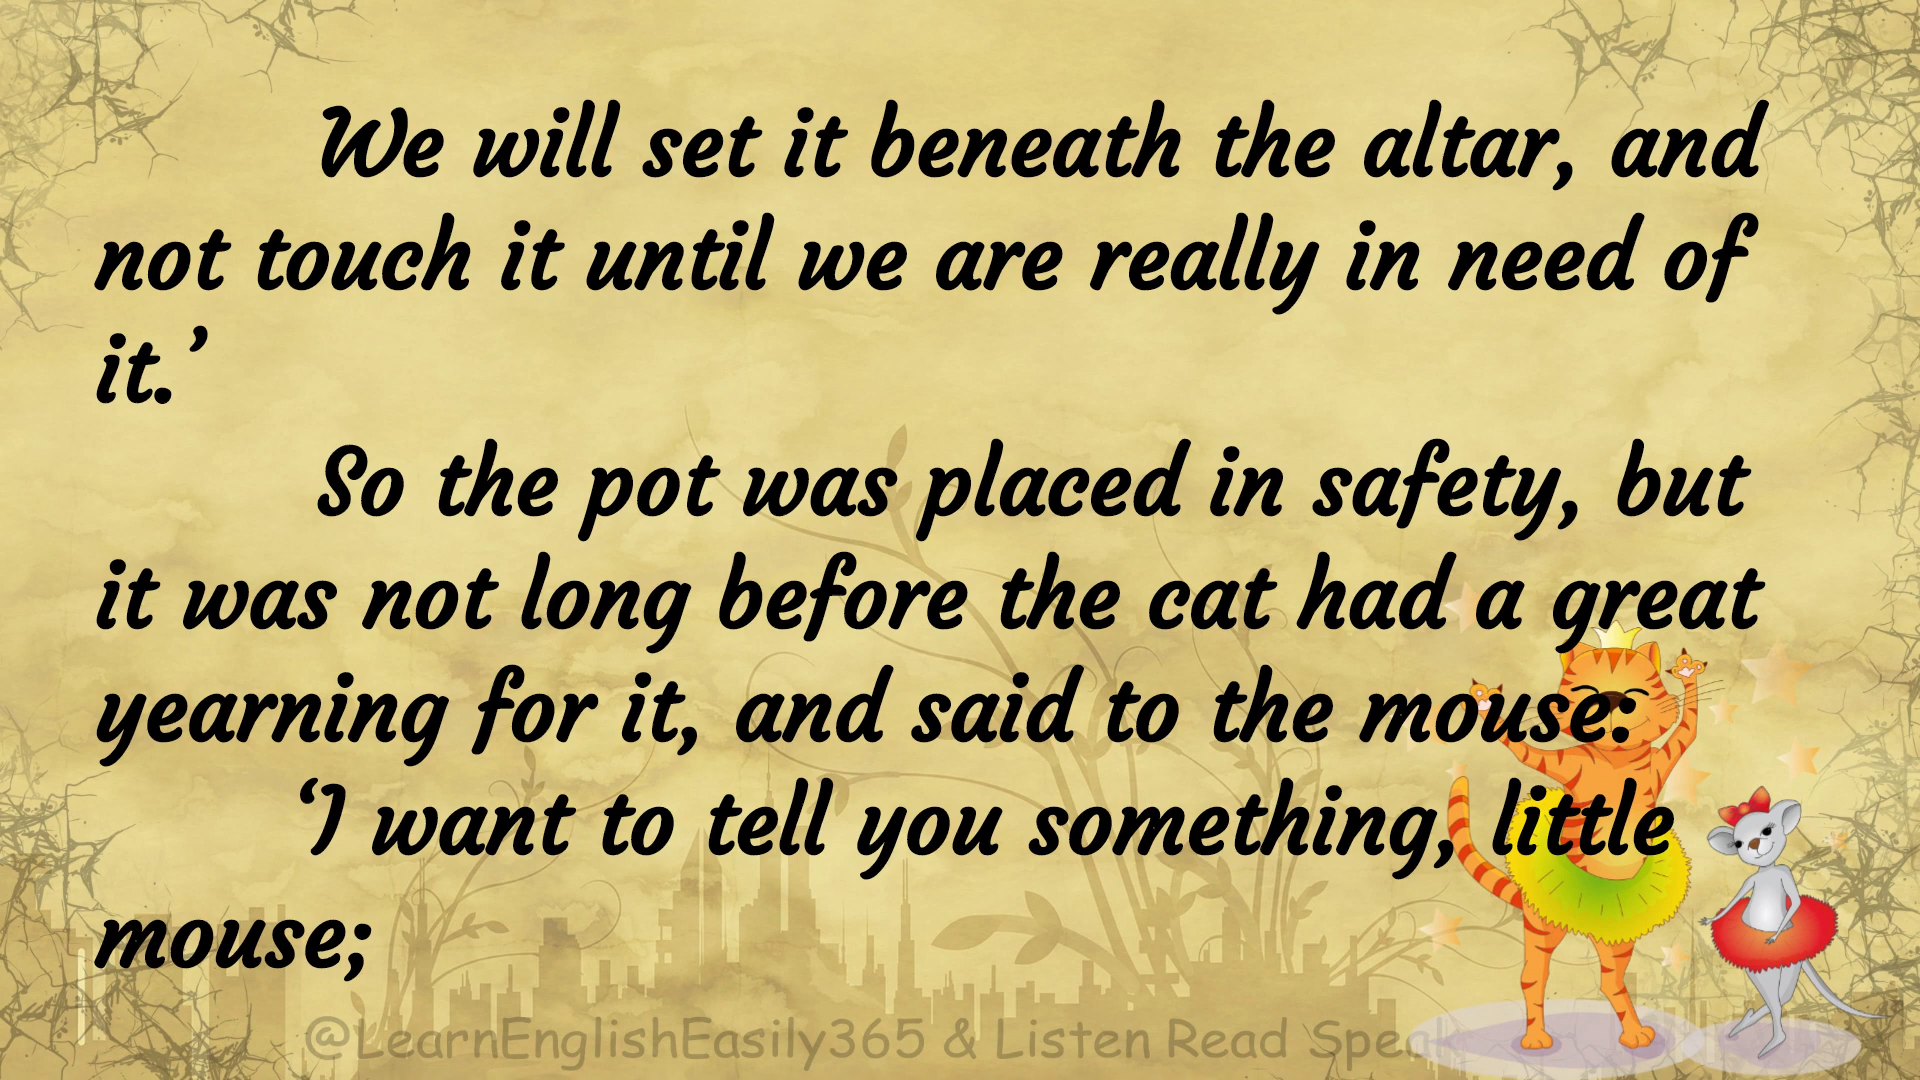 We will set it beneath the altar, and
not touch it until we are really in need of
it.’
So the pot was placed in safety, but
it was not long before the cat had a great
yearning for it, and said to the mouse:
‘I want to tell you something, little
mouse;
@LearnEnglishEasily365 & Listen Read Speak